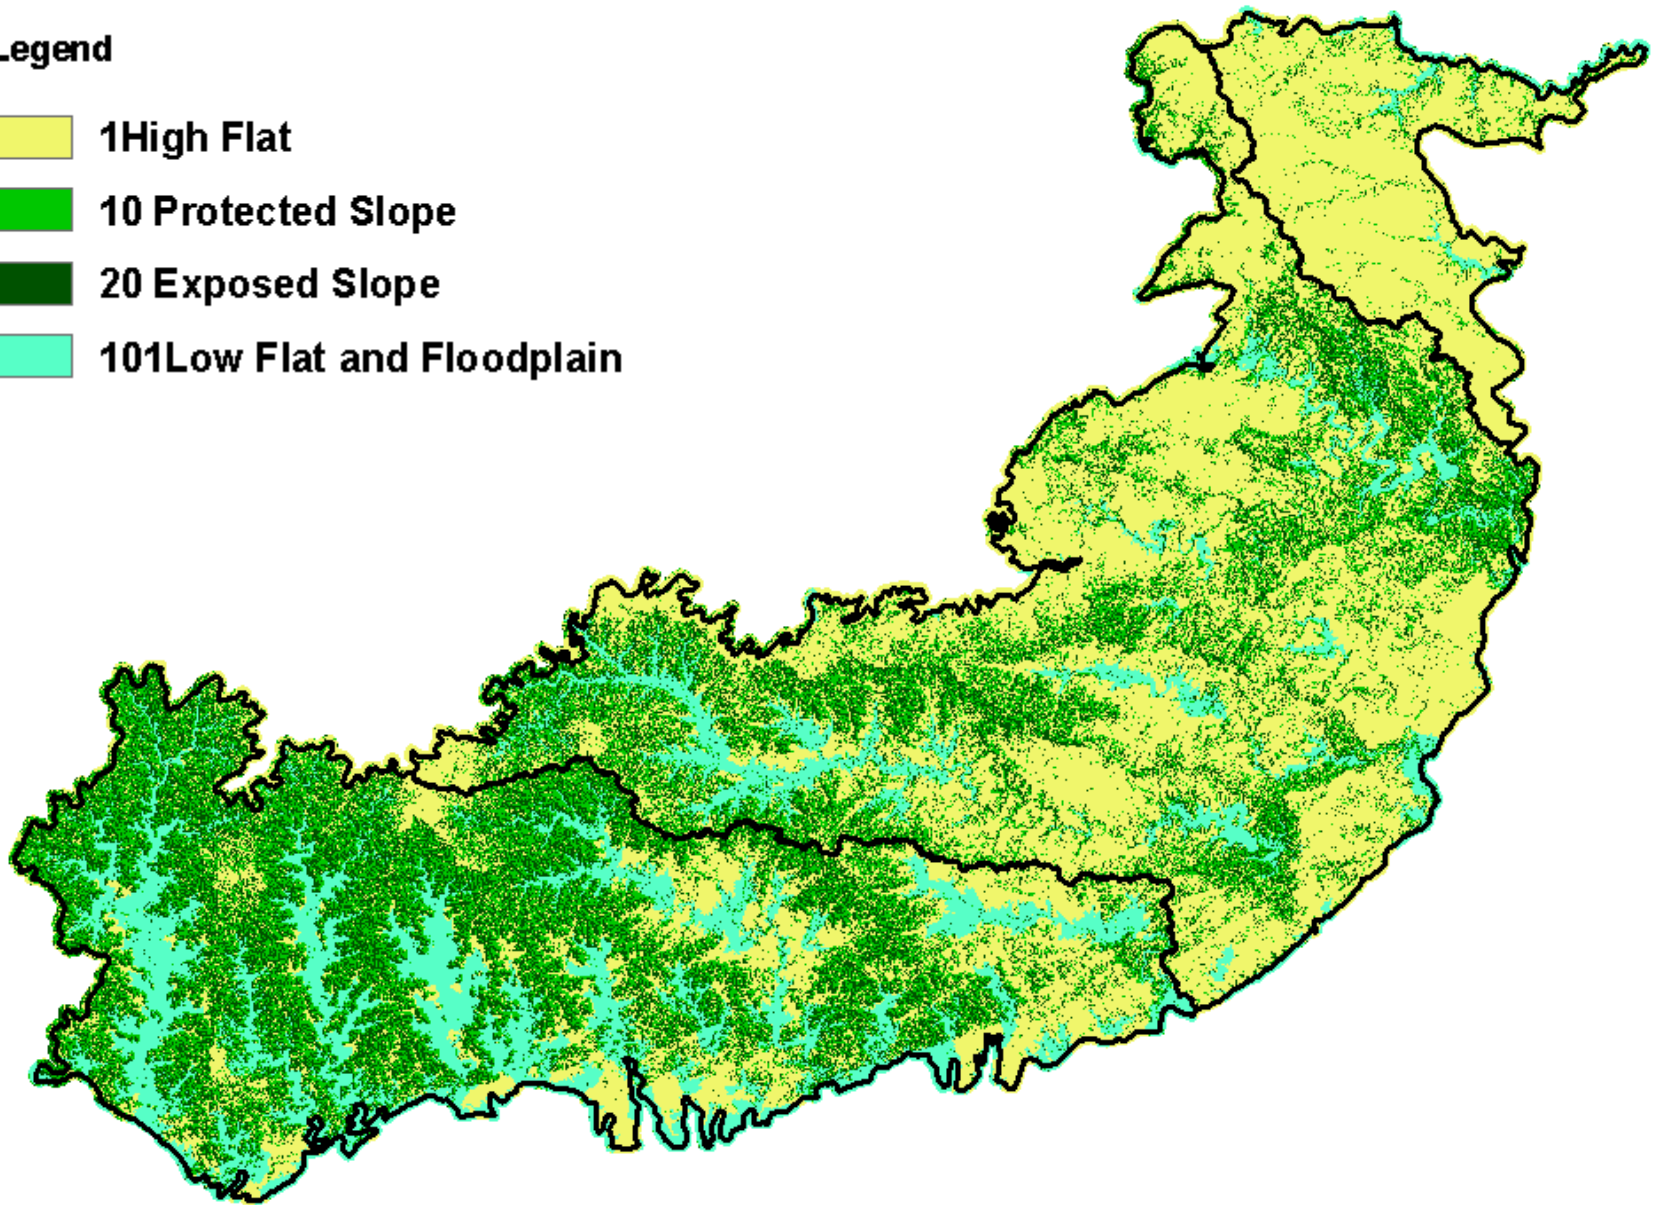 Legend
1High Flat
10 Protected Slope
20 Exposed Slope
101Low Flat and Floodplain